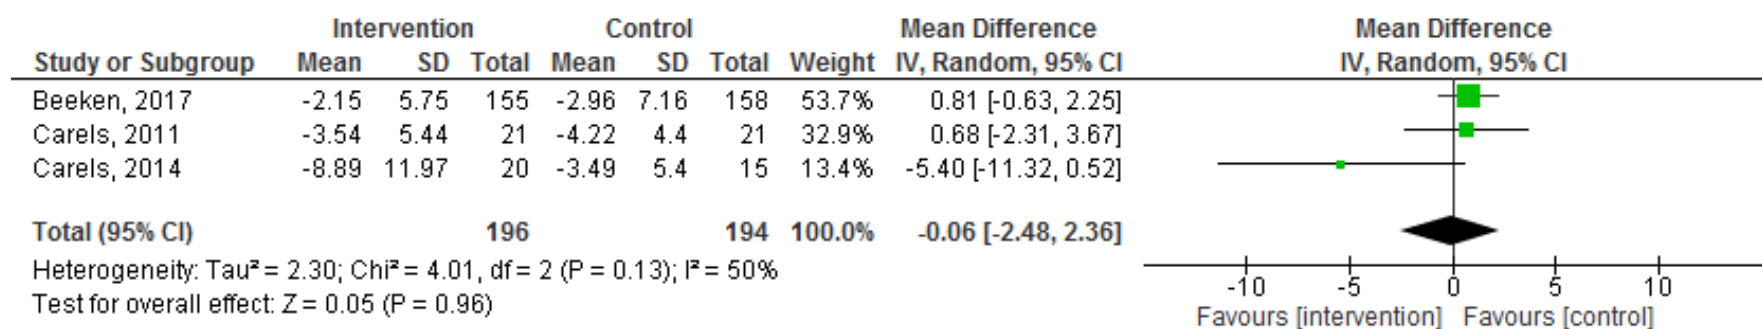 Intervention Control Mean Difference Mean Difference
Study or Subgroup Mean SD Total Mean SD Total Weight IV, Random, 95% CI IV, Random, 95% CI
Beeken, 2017 -2.15 5.75 155 -2.96 7.16 158 53.7% 0.81 [-0.63, 2.25]
Carels, 2011 -3.54 5.44 21 -4.22 4.4 21 32.9% 0.68 [-2.31, 3.67]
Carels, 2014 -8.89 11.97 20 -3.49 5.4 15 13.4% -5.40 [-11.32, 0.52]
Total (95% CI) 196 194 100.0% -0.06 [-2.48, 2.36]
Heterogeneity: Tau² = 2.30; Chi² = 4.01, df = 2 (P = 0.13); I² = 50%
Test for overall effect: Z = 0.05 (P = 0.96)
-10 -5 0 5 10
Favours [intervention] Favours [control]